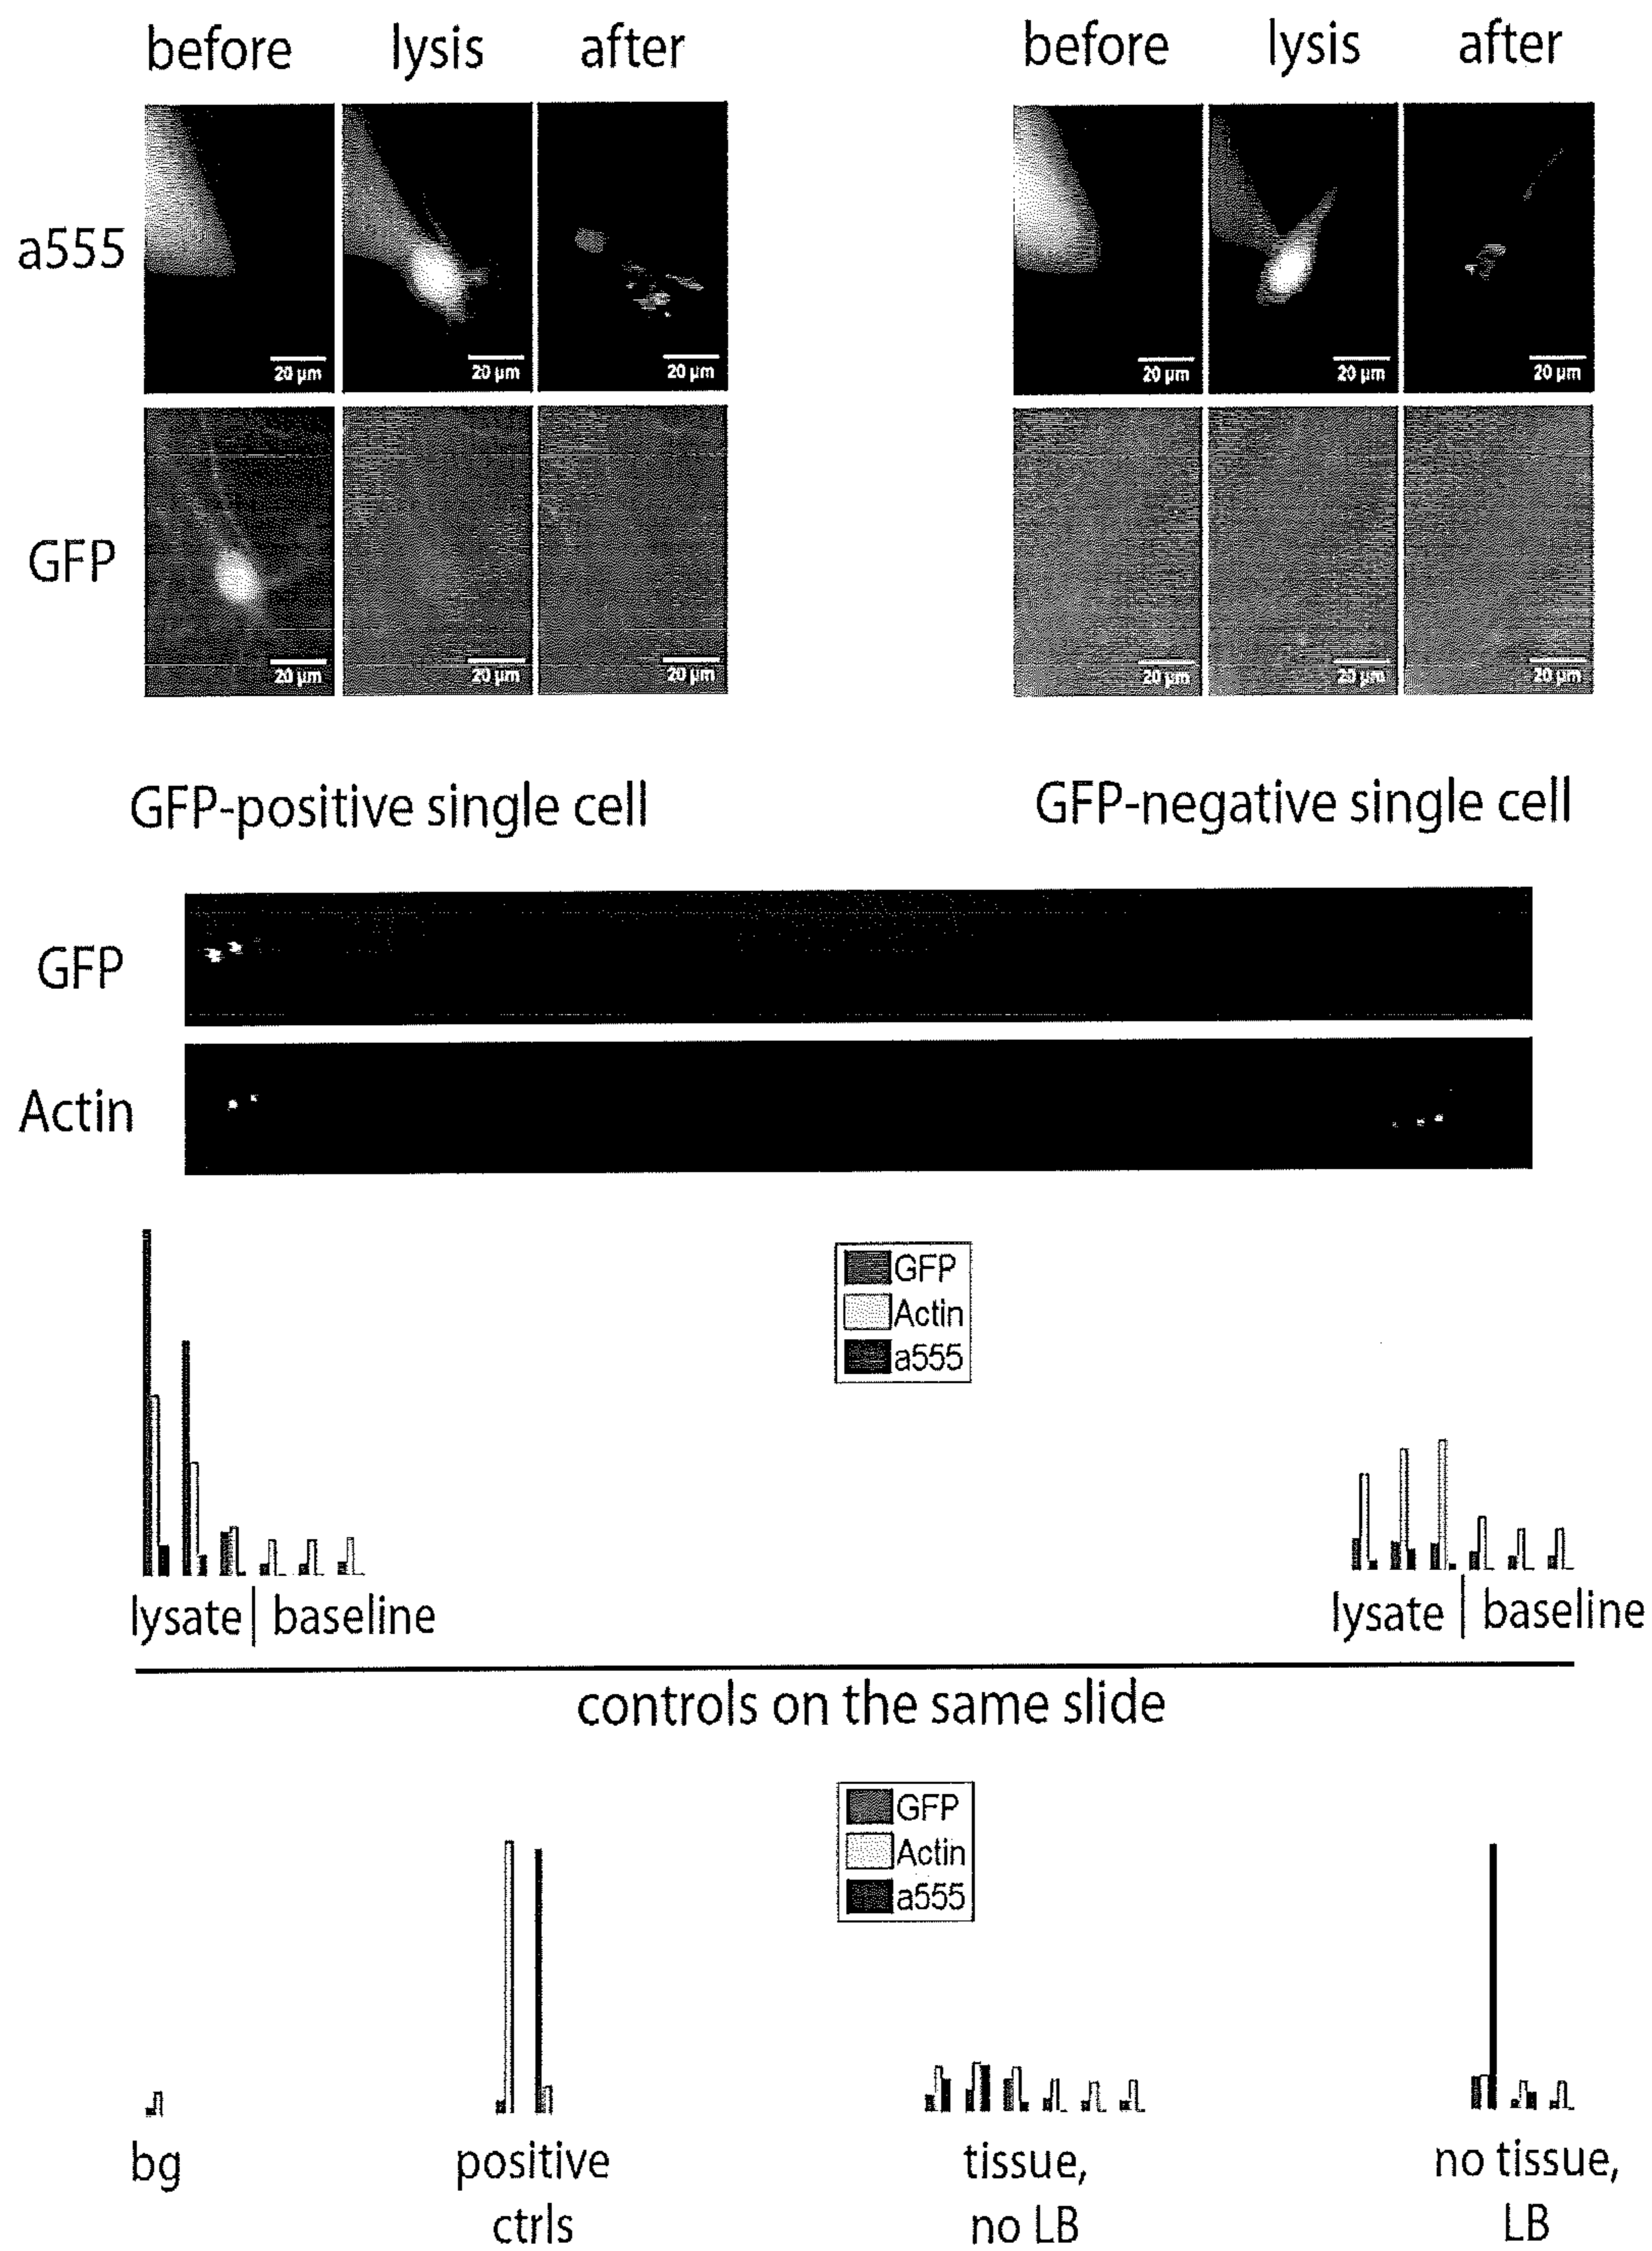 before lysis after before lysis after
a555
20 µm 20 µm 20 µm 20 µm 20 µm 20 µm
GFP
20 µm 20 µm 20 µm 20 µm 20 µm 20 µm
GFP-positive single cell GFP-negative single cell
GFP
Actin
GFP
Actin
a555
lysate | baseline lysate | baseline
controls on the same slide
GFP
Actin
a555
bg positive tissue, no tissue,
ctrls no LB LB